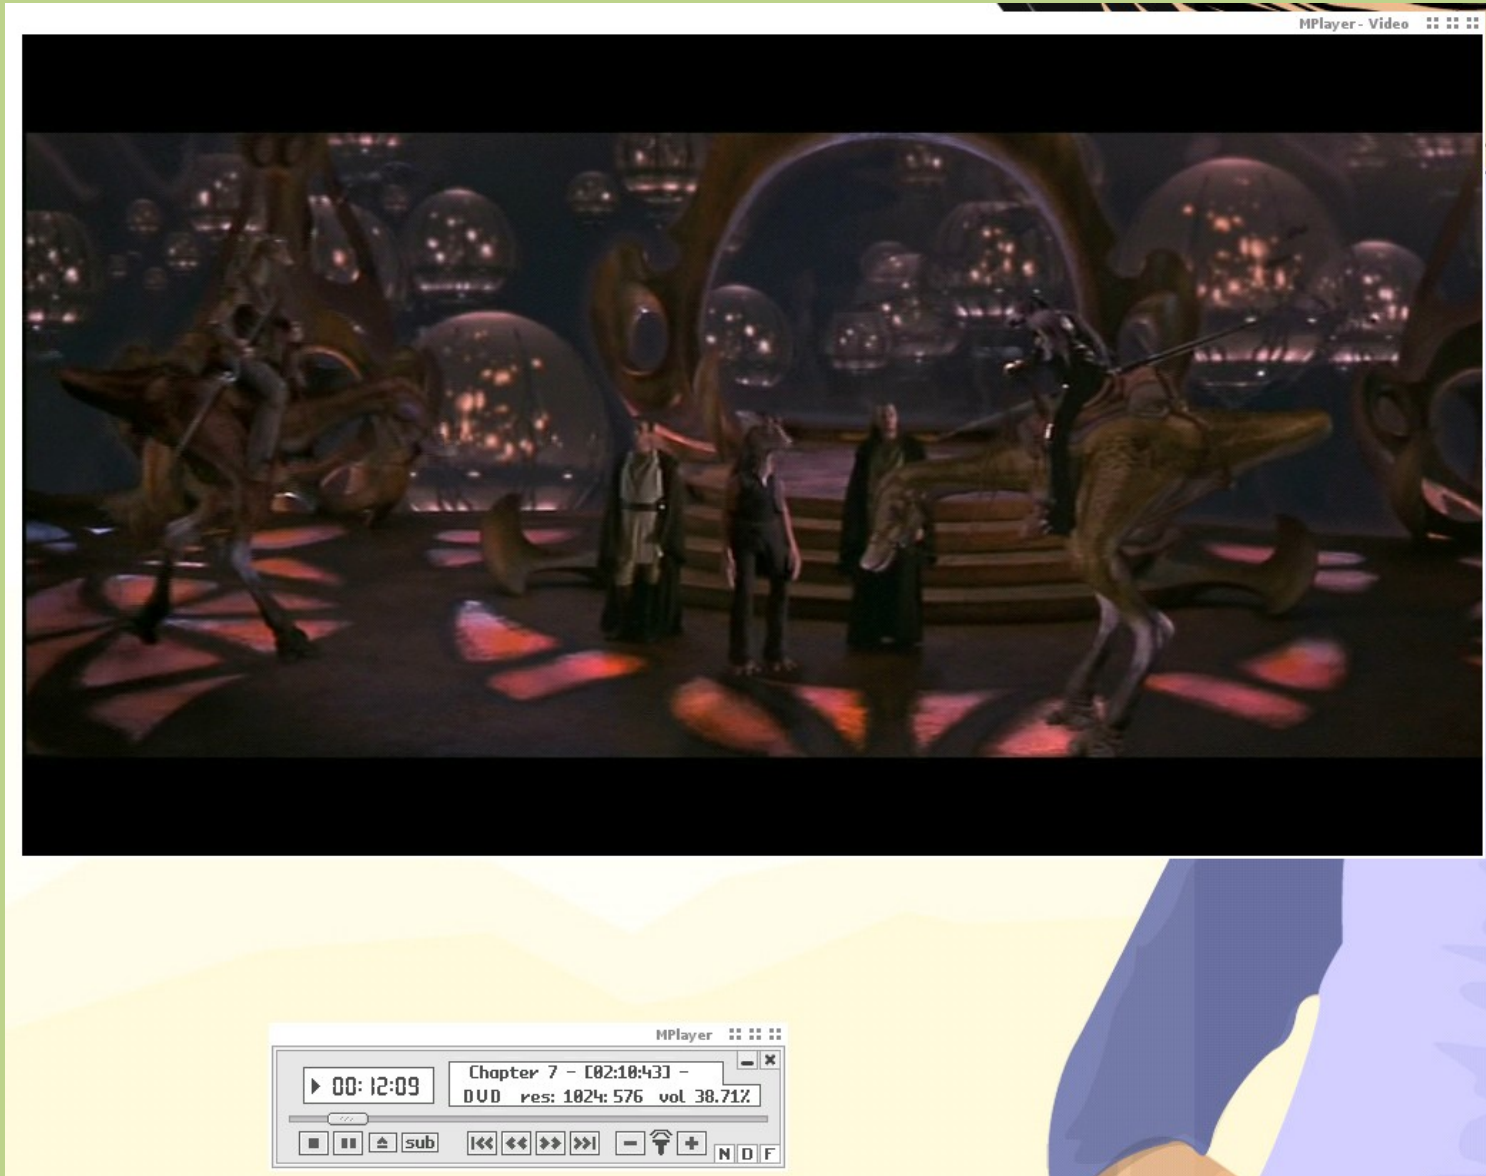 MPlayer - Video
MPlayer
00:12:09
Chapter 7 - [02:10:43] -
DVD res: 1024:576 vol 38.71%
sub
N D F